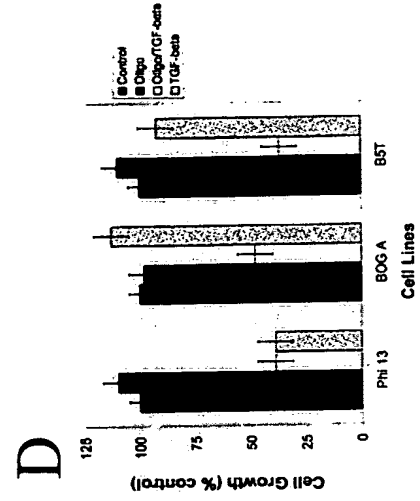 D
Control
Oligo
Oligo/TGF-beta
TGF-beta
Cell Growth (% control)
125
100
75
50
25
0
Phi 13
BOG A
B5T
Cell Lines